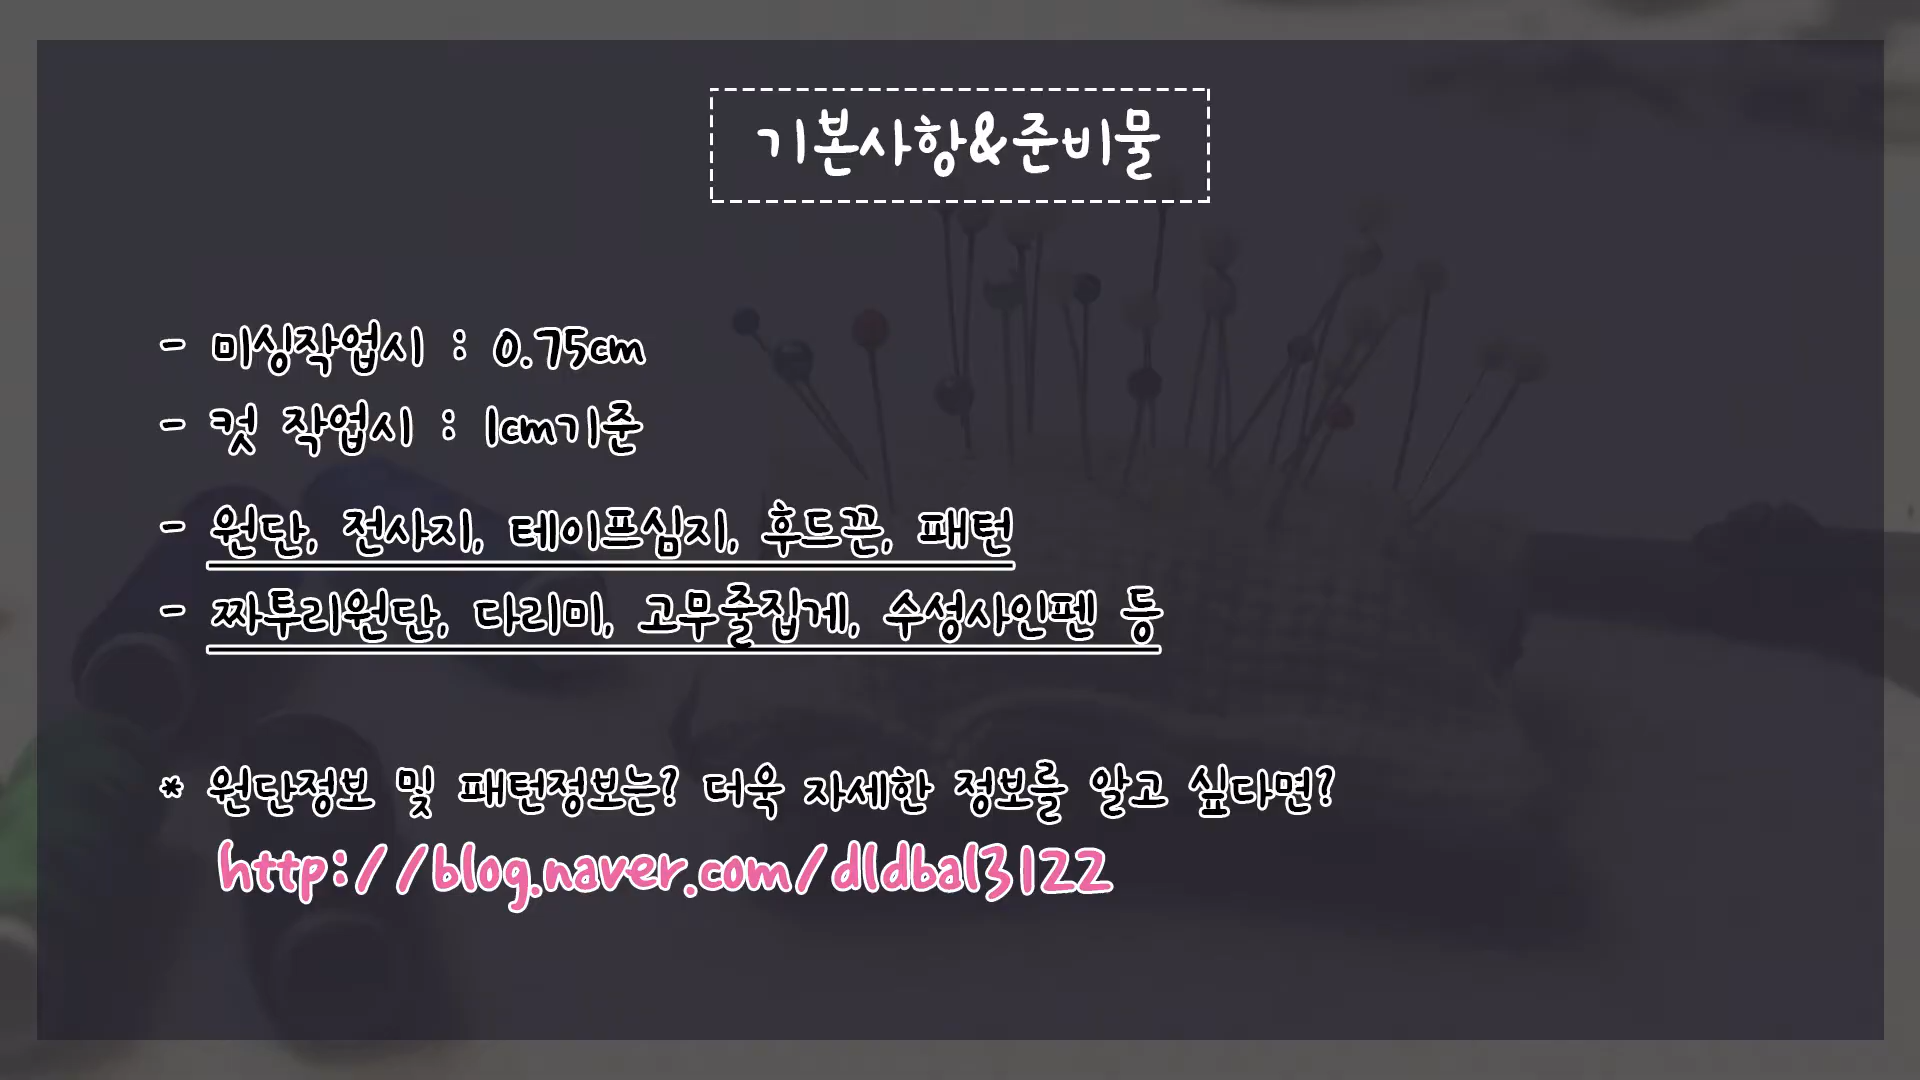 기본사항&준비물
- 미싱작업시 : 0.75cm
- 컷 작업시 : 1cm기준
- 원단, 전사지, 테이프심지, 후드끈, 패턴
- 짜투리원단, 다리미, 고무줄집게, 수성사인펜 등
* 원단정보 및 패턴정보는? 더욱 자세한 정보를 알고 싶다면?
http://blog.naver.com/dldbal3122